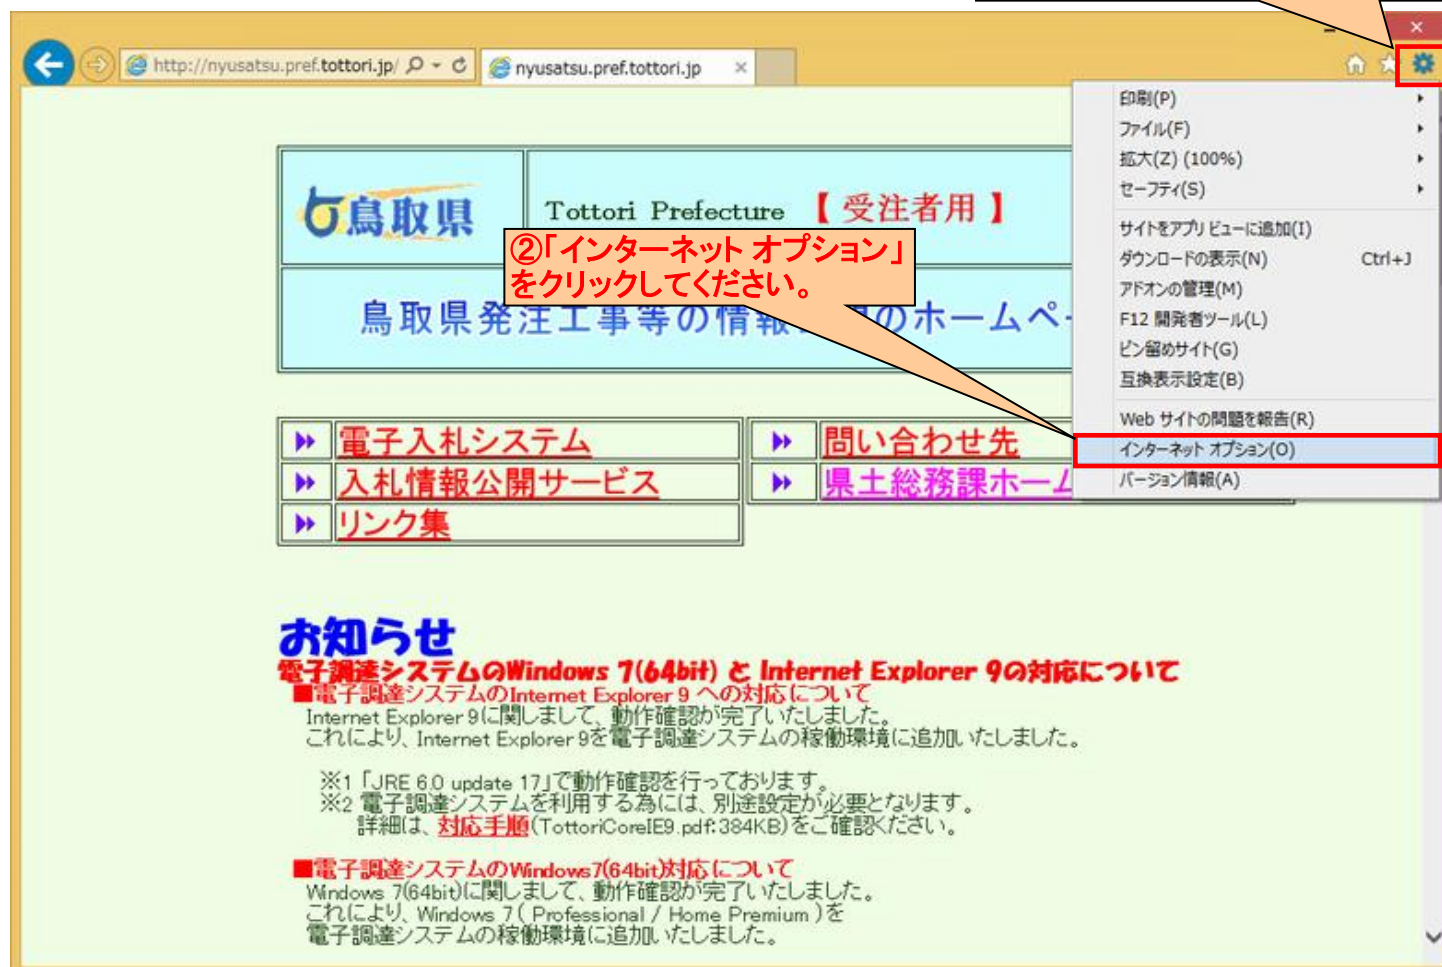 http://nyusatsu.pref.tottori.jp/
nyusatsu.pref.tottori.jp
印刷(P)
ファイル(F)
拡大(Z) (100%)
セーフティ(S)
サイトをアプリ ビューに追加(I)
ダウンロードの表示(N) Ctrl+J
アドオンの管理(M)
F12 開発者ツール(L)
ピン留めサイト(G)
互換表示設定(B)
Web サイトの問題を報告(R)
インターネット オプション(O)
バージョン情報(A)
鳥取県
Tottori Prefecture 【 受注者用 】
②「インターネット オプション」
をクリックしてください。
鳥取県発注工事等の情 のホームペ
電子入札システム
問い合わせ先
入札情報公開サービス
県土総務課ホーム
リンク集
お知らせ
電子調達システムのWindows 7(64bit) と Internet Explorer 9の対応について
■電子調達システムのInternet Explorer 9 への対応について
Internet Explorer 9に関しまして、動作確認が完了いたしました。
これにより、Internet Explorer 9を電子調達システムの稼働環境に追加いたしました。
※1 「JRE 6.0 update 17」で動作確認を行っております。
※2 電子調達システムを利用する為には、別途設定が必要となります。
詳細は、対応手順(TottoriCoreIE9.pdf:384KB)をご確認ください。
■電子調達システムのWindows7(64bit)対応について
Windows 7(64bit)に関しまして、動作確認が完了いたしました。
これにより、Windows 7( Professional / Home Premium )を
電子調達システムの稼働環境に追加いたしました。